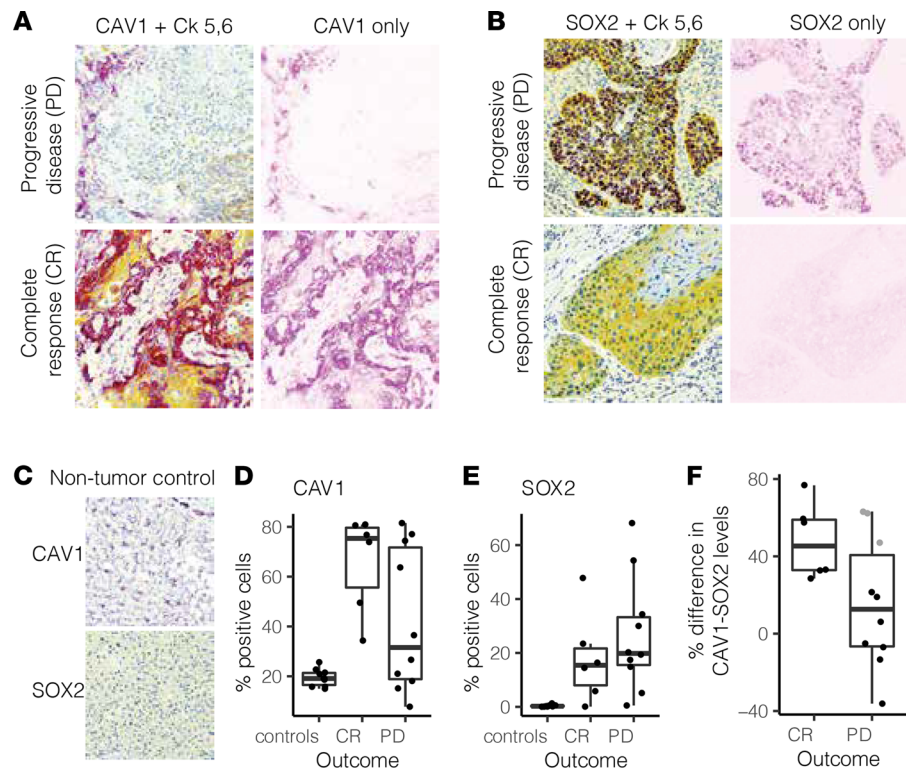 A
CAV1 + Ck 5,6
CAV1 only
Progressive
disease (PD)
Complete
response (CR)
B
SOX2 + Ck 5,6
SOX2 only
Progressive
disease (PD)
Complete
response (CR)
C
Non-tumor control
CAV1
SOX2
D
CAV1
% positive cells
80
60
40
20
controls
CR
PD
Outcome
E
SOX2
% positive cells
60
40
20
0
controls
CR
PD
Outcome
F
% difference in
CAV1-SOX2 levels
80
40
0
−40
CR
PD
Outcome